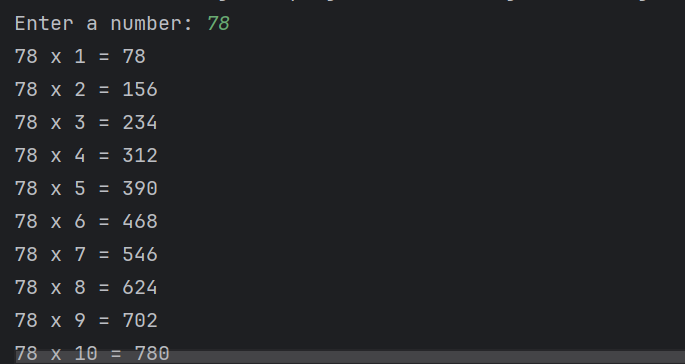 Enter a number: 78
78 x 1 = 78
78 x 2 = 156
78 x 3 = 234
78 x 4 = 312
78 x 5 = 390
78 x 6 = 468
78 x 7 = 546
78 x 8 = 624
78 x 9 = 702
78 x 10 = 780